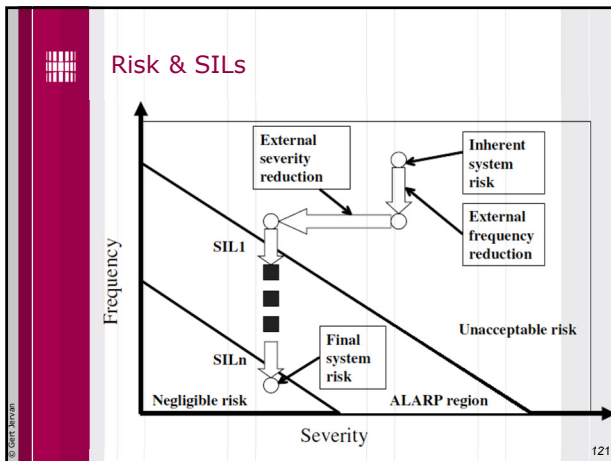 Risk & SILs
External
severity
reduction
Inherent
system
risk
External
frequency
reduction
SIL1
Frequency
Unacceptable risk
SILn
Final
system
risk
Negligible risk
ALARP region
Severity
© Gert Jervan
121